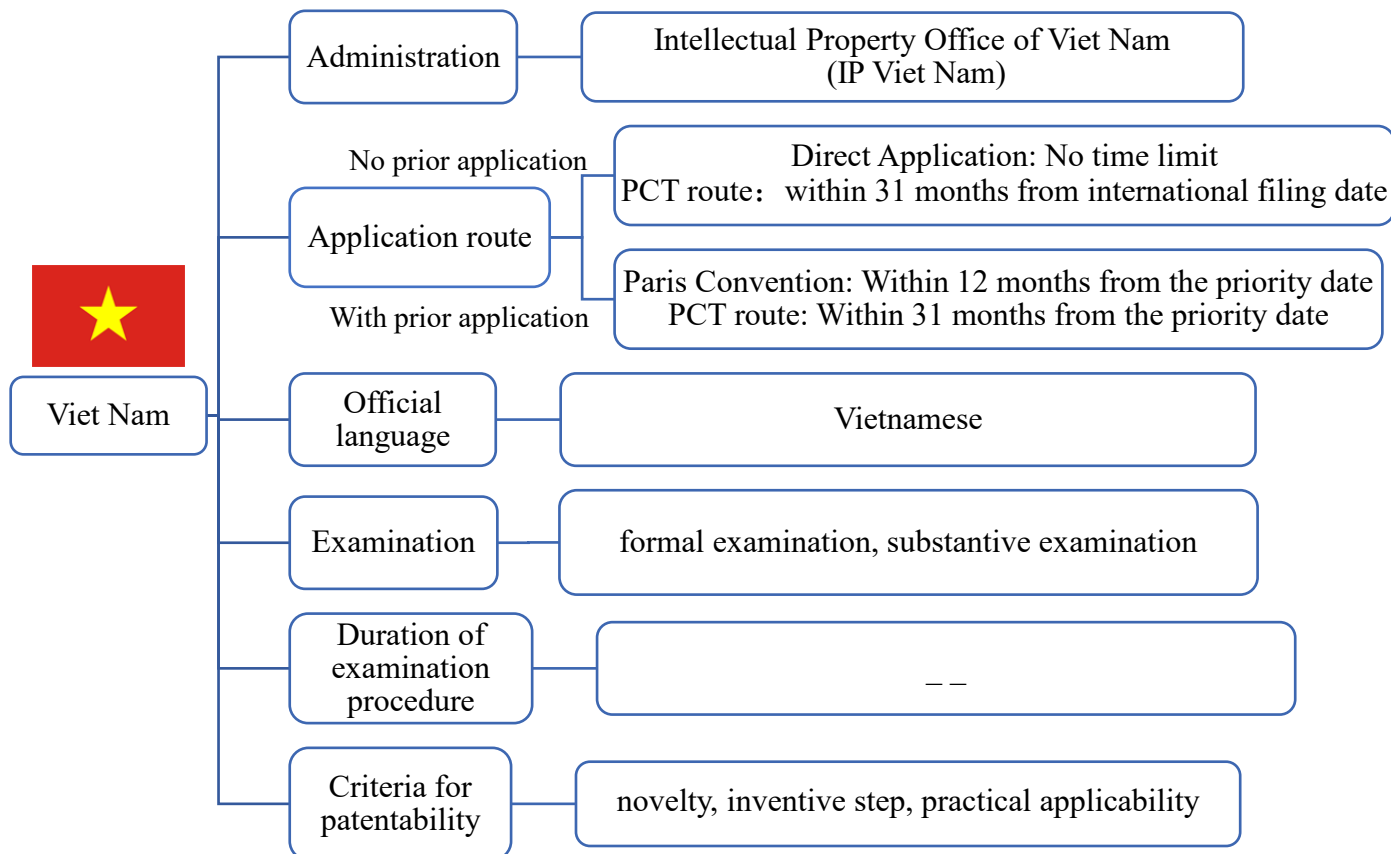 Administration
Intellectual Property Office of Viet Nam
(IP Viet Nam)
No prior application
Direct Application: No time limit
PCT route：within 31 months from international filing date
Application route
With prior application
Paris Convention: Within 12 months from the priority date
PCT route: Within 31 months from the priority date
Viet Nam
Official
language
Vietnamese
Examination
formal examination, substantive examination
Duration of
examination
procedure
_ _
Criteria for
patentability
novelty, inventive step, practical applicability